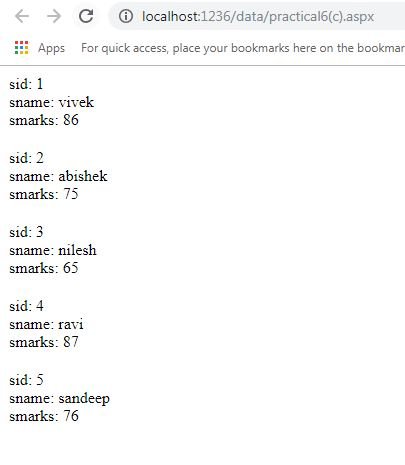 localhost:1236/data/practical6(c).aspx
Apps For quick access, place your bookmarks here on the bookmar
sid: 1
sname: vivek
smarks: 86
sid: 2
sname: abishek
smarks: 75
sid: 3
sname: nilesh
smarks: 65
sid: 4
sname: ravi
smarks: 87
sid: 5
sname: sandeep
smarks: 76